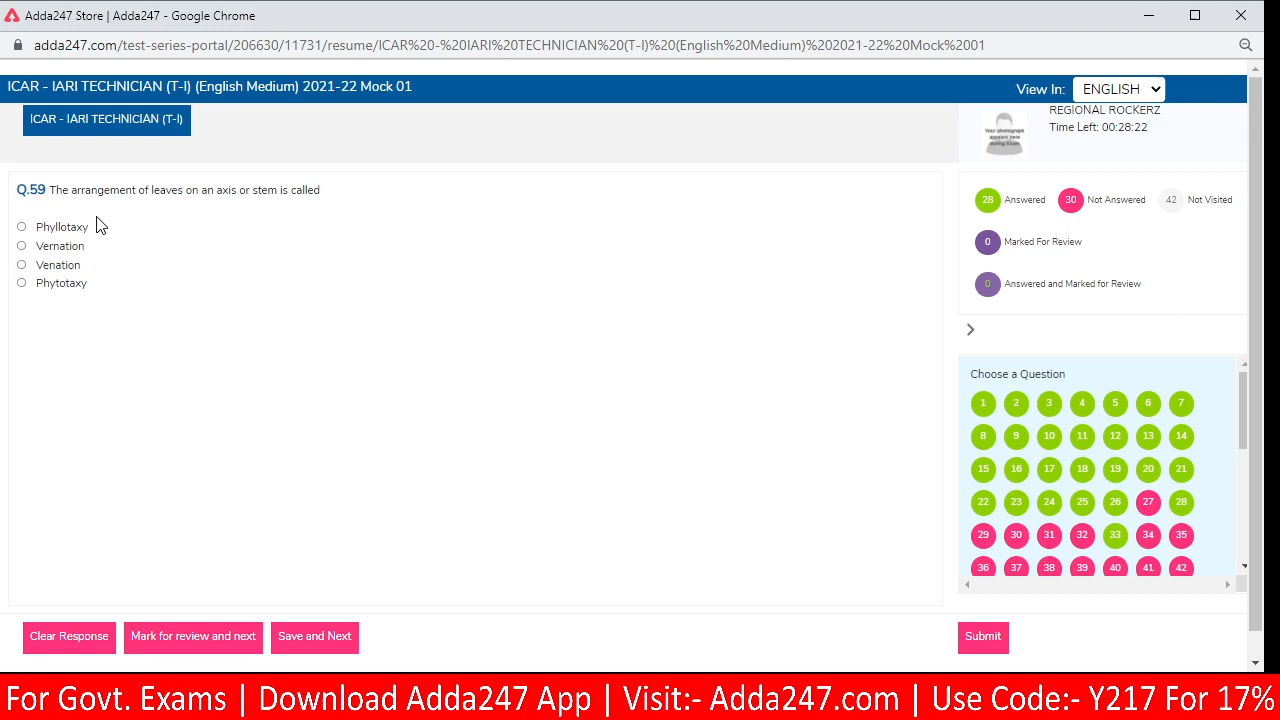 Adda247 Store | Adda247 - Google Chrome
adda247.com/test-series-portal/206630/11731/resume/ICAR%20-%20IARI%20TECHNICIAN%20(T-I)%20(English%20Medium)%202021-22%20Mock%2001
ICAR - IARI TECHNICIAN (T-I) (English Medium) 2021-22 Mock 01
View In: ENGLISH
ICAR - IARI TECHNICIAN (T-I)
Your photograph
appears here
during Exam
REGIONAL ROCKERZ
Time Left: 00:28:22
Q.59 The arrangement of leaves on an axis or stem is called
Phyllotaxy
Vernation
Venation
Phytotaxy
28 Answered 30 Not Answered 42 Not Visited
0 Marked For Review
0 Answered and Marked for Review
Choose a Question
1 2 3 4 5 6 7
8 9 10 11 12 13 14
15 16 17 18 19 20 21
22 23 24 25 26 27 28
29 30 31 32 33 34 35
36 37 38 39 40 41 42
Clear Response Mark for review and next Save and Next Submit
For Govt. Exams | Download Adda247 App | Visit:- Adda247.com | Use Code:- Y217 For 17%